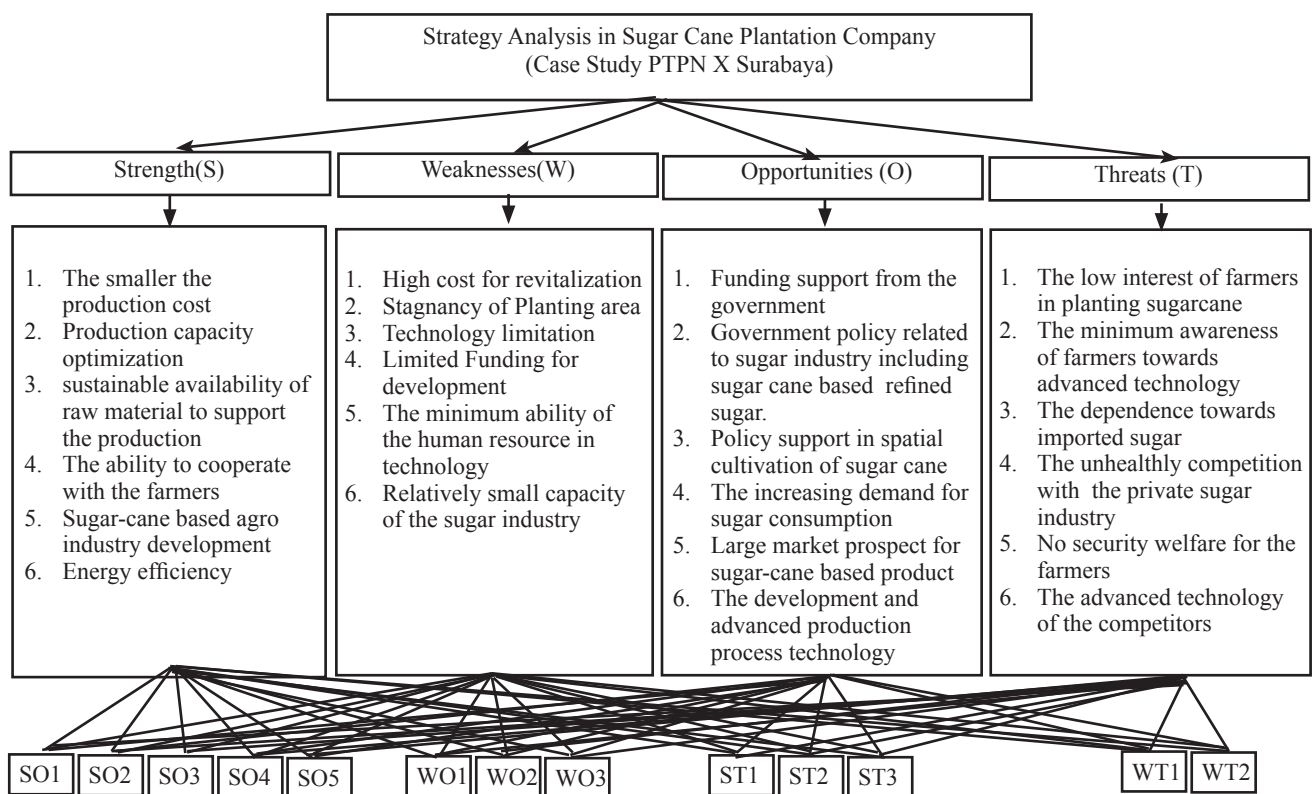 Strategy Analysis in Sugar Cane Plantation Company
(Case Study PTPN X Surabaya)
Strength(S)
Weaknesses(W)
Opportunities (O)
Threats (T)
1. The smaller the
production cost
2. Production capacity
optimization
3. sustainable availability of
raw material to support
the production
4. The ability to cooperate
with the farmers
5. Sugar-cane based agro
industry development
6. Energy efficiency
1. High cost for revitalization
2. Stagnancy of Planting area
3. Technology limitation
4. Limited Funding for
development
5. The minimum ability of
the human resource in
technology
6. Relatively small capacity
of the sugar industry
1. Funding support from the
government
2. Government policy related
to sugar industry including
sugar cane based refined
sugar.
3. Policy support in spatial
cultivation of sugar cane
4. The increasing demand for
sugar consumption
5. Large market prospect for
sugar-cane based product
6. The development and
advanced production
process technology
1. The low interest of farmers
in planting sugarcane
2. The minimum awareness
of farmers towards
advanced technology
3. The dependence towards
imported sugar
4. The unhealthly competition
with the private sugar
industry
5. No security welfare for the
farmers
6. The advanced technology
of the competitors
SO1 SO2 SO3 SO4 SO5 WO1 WO2 WO3 ST1 ST2 ST3 WT1 WT2